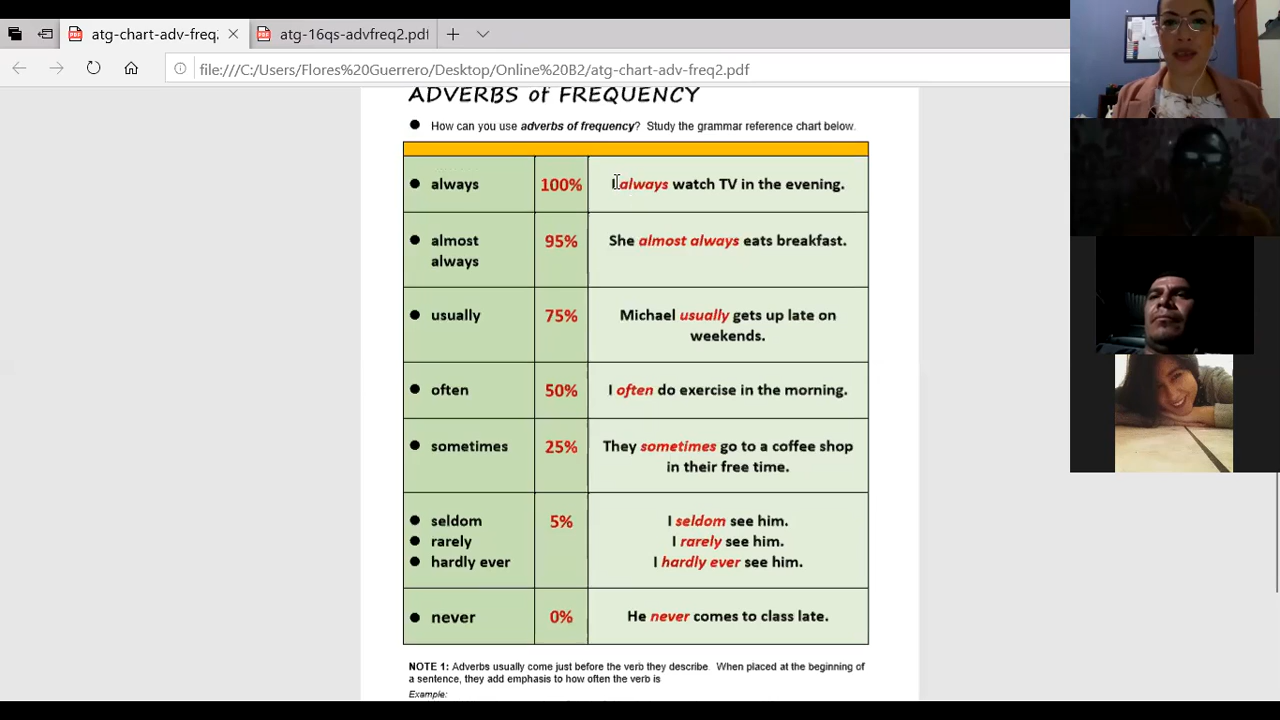 atg-chart-adv-freq.
atg-16qs-advfreq2.pdf
file:///C:/Users/Flores%20Guerrero/Desktop/Online%20B2/atg-chart-adv-freq2.pdf
ADVERBS of FREQUENCY
● How can you use adverbs of frequency? Study the grammar reference chart below.
● always 100% I always watch TV in the evening.
● almost always 95% She almost always eats breakfast.
● usually 75% Michael usually gets up late on
weekends.
● often 50% I often do exercise in the morning.
● sometimes 25% They sometimes go to a coffee shop
in their free time.
● seldom 5% I seldom see him.
● rarely I rarely see him.
● hardly ever I hardly ever see him.
● never 0% He never comes to class late.
NOTE 1: Adverbs usually come just before the verb they describe. When placed at the beginning of
a sentence, they add emphasis to how often the verb is
Example: